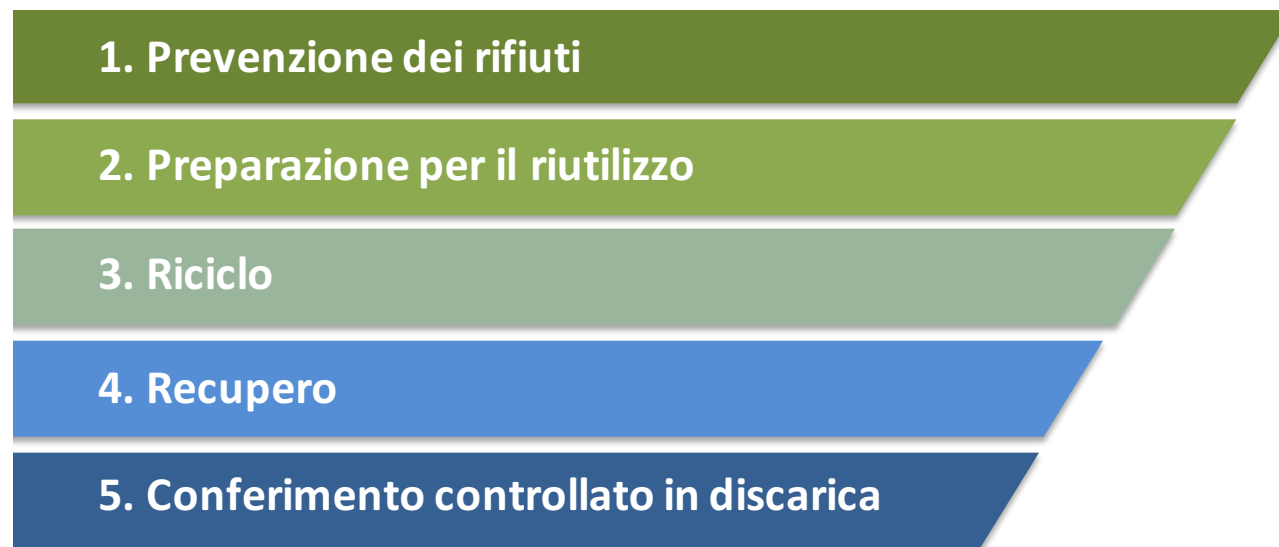 1. Prevenzione dei rifiuti
2. Preparazione per il riutilizzo
3. Riciclo
4. Recupero
5. Conferimento controllato in discarica